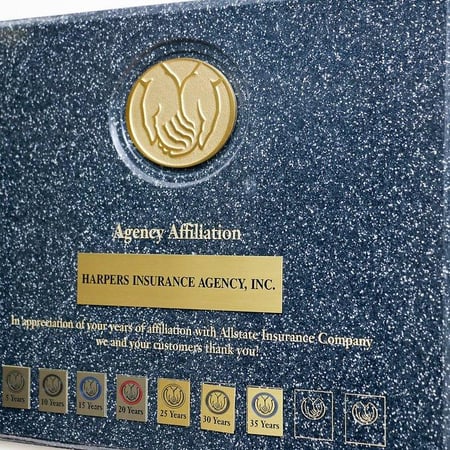 Agency Affiliation
HARPERS INSURANCE AGENCY, INC.
In appreciation of your years of affiliation with Allstate Insurance Company
we and your customers thank you!
5 Years 10 Years 15 Years 20 Years 25 Years 30 Years 35 Years